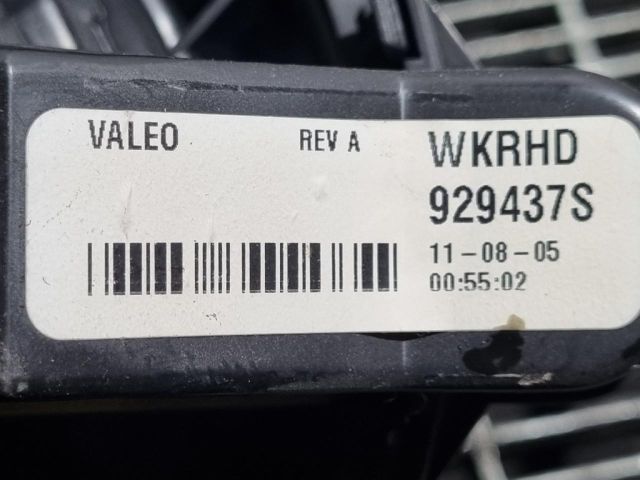 VALEO REV A WKRHD
929437S
11-08-05
00:55:02